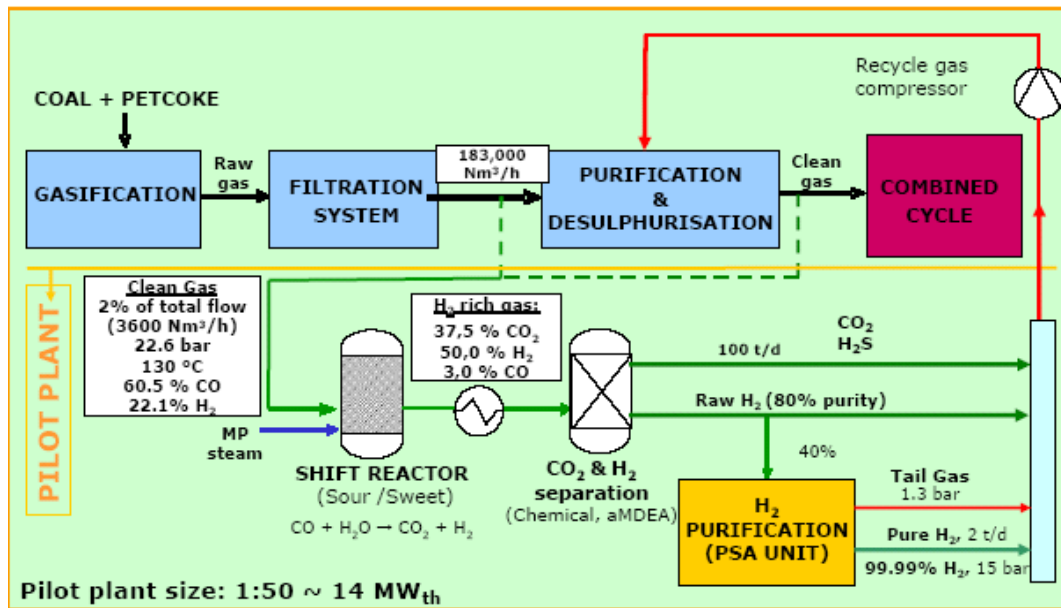 Recycle gas
compressor
COAL + PETCOKE
Raw
gas
183,000
Nm³/h
Clean
gas
GASIFICATION
FILTRATION
SYSTEM
PURIFICATION
&
DESULPHURISATION
COMBINED
CYCLE
PILOT PLANT
Clean Gas
2% of total flow
(3600 Nm³/h)
22.6 bar
130 ºC
60.5 % CO
22.1% H₂
H₂ rich gas:
37,5 % CO₂
50,0 % H₂
3,0 % CO
MP
steam
SHIFT REACTOR
(Sour /Sweet)
CO + H₂O → CO₂ + H₂
CO₂ & H₂
separation
(Chemical, aMDEA)
CO₂
H₂S
100 t/d
Raw H₂ (80% purity)
40%
H₂
PURIFICATION
(PSA UNIT)
Tail Gas
1.3 bar
Pure H₂, 2 t/d
99.99% H₂, 15 bar
Pilot plant size: 1:50 ~ 14 MWth